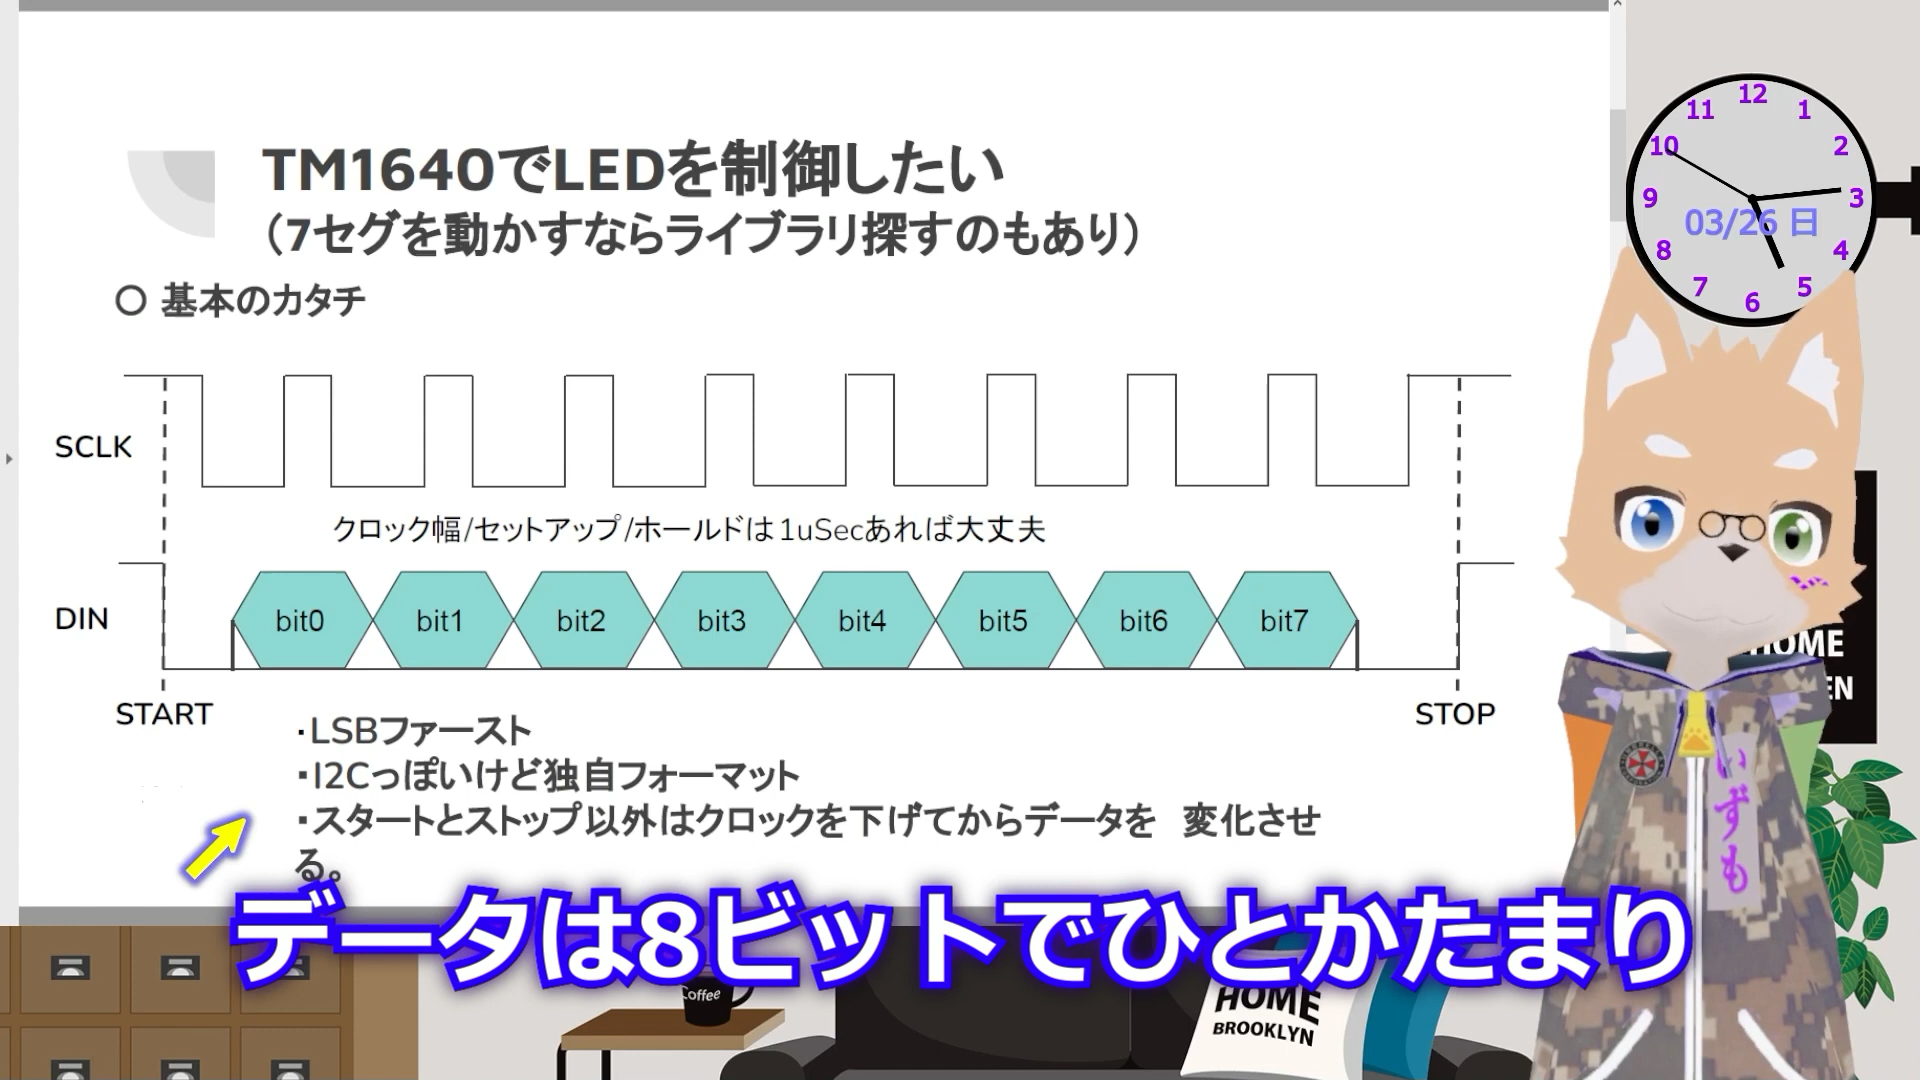 TM1640でLEDを制御したい
（7セグを動かすならライブラリ探すのもあり）
〇 基本のカタチ
SCLK
クロック幅/セットアップ/ホールドは1uSecあれば大丈夫
DIN
bit0 bit1 bit2 bit3 bit4 bit5 bit6 bit7
START
STOP
・LSBファースト
・I2Cっぽいけど独自フォーマット
・スタートとストップ以外はクロックを下げてからデータを 変化させ
る。
データは8ビットでひとかたまり
12
1
2
3
4
5
6
7
8
9
10
11
03/26 日
HOME
EN
いずも
Coffee
HOME
BROOKLYN